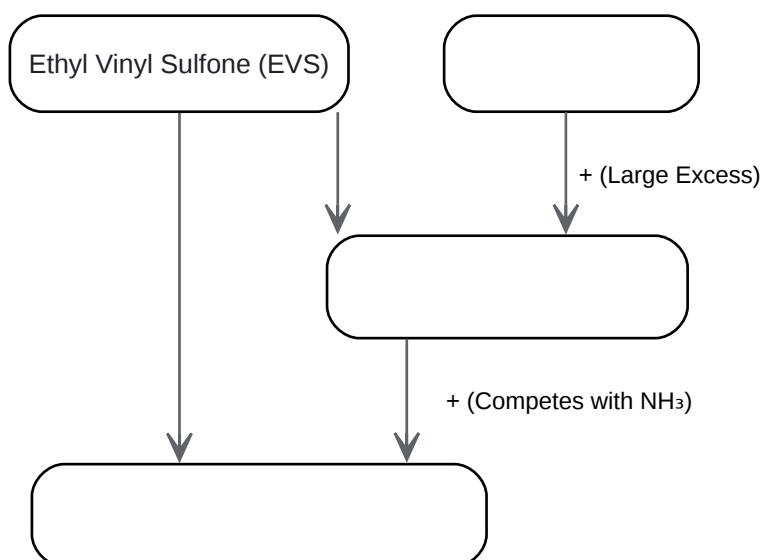 Ethyl Vinyl Sulfone (EVS)
+ (Large Excess)
+ (Competes with NH₃)